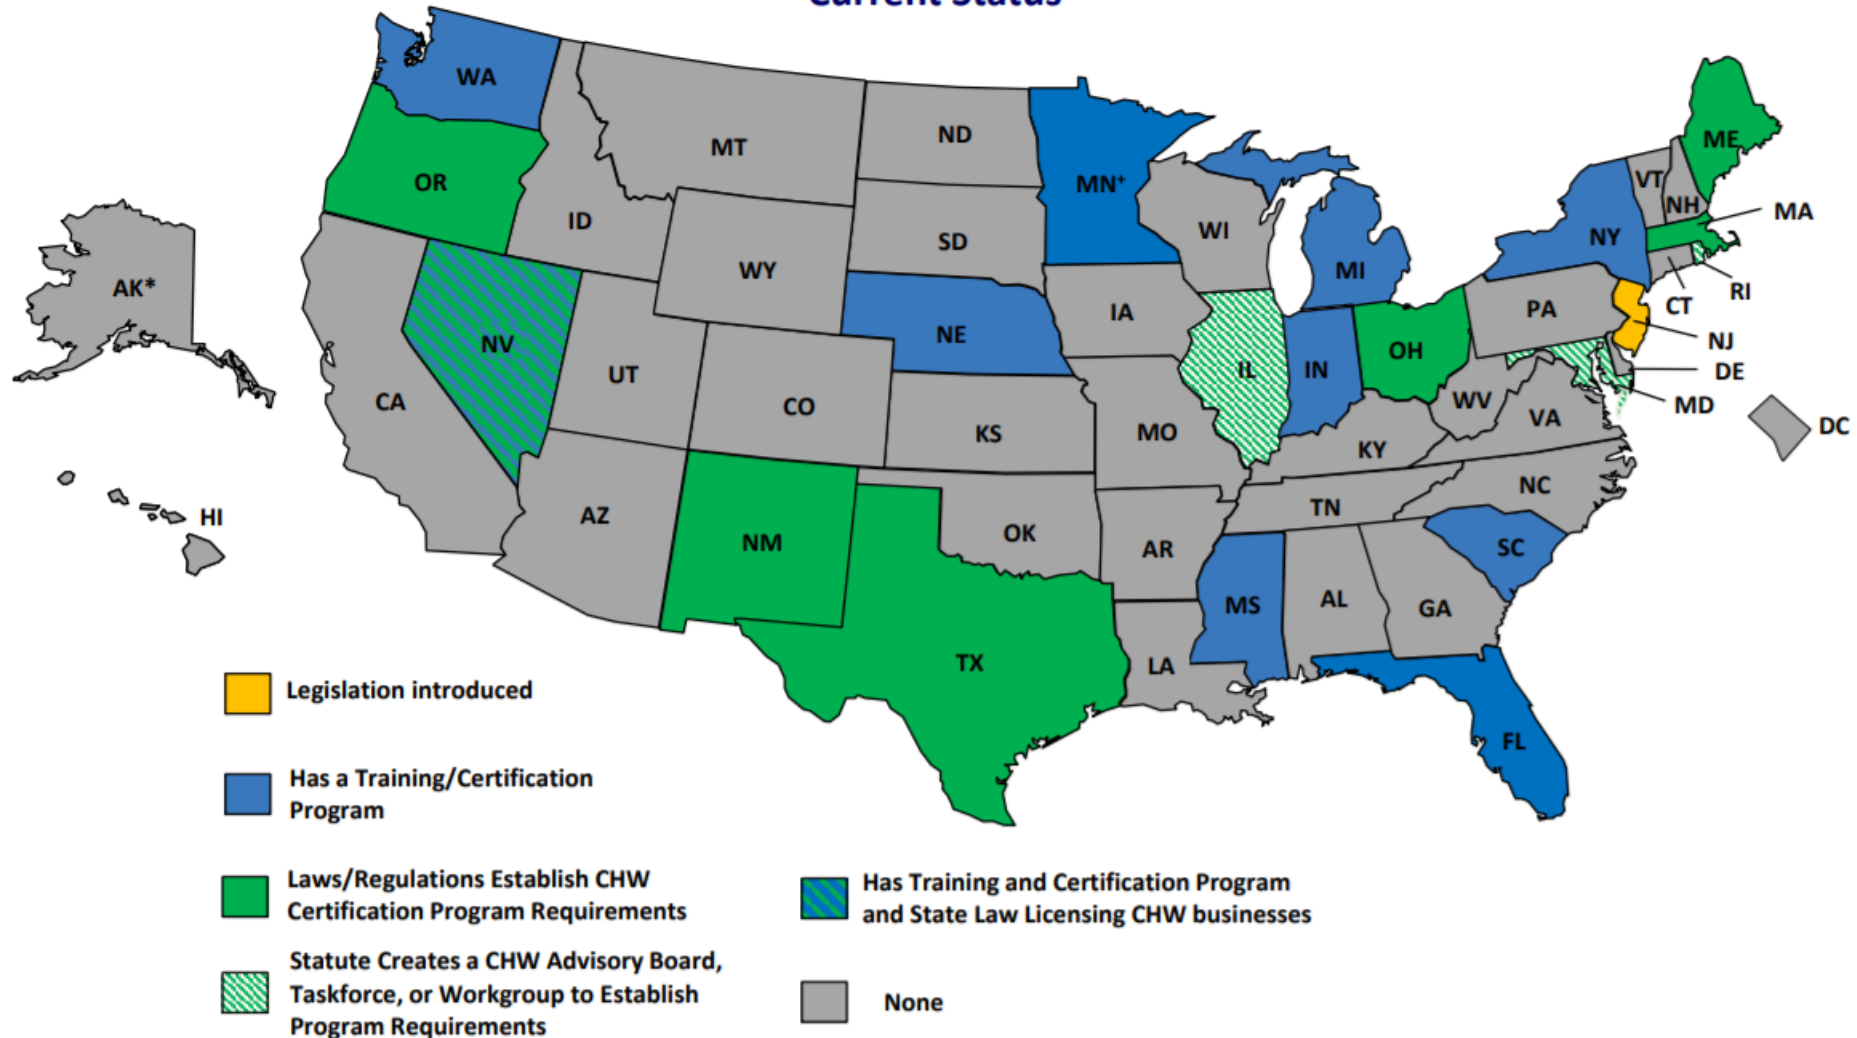 Current Status
WA
OR
MT
ND
MN+
ID
WY
SD
WI
MI
NY
VT
NH
ME
MA
RI
CT
NJ
DE
MD
DC
AK*
NV
CA
UT
CO
NE
IA
IL
IN
OH
PA
WV
VA
KS
MO
KY
NC
TN
SC
HI
AZ
NM
OK
AR
MS
AL
GA
TX
LA
FL
Legislation introduced
Has a Training/Certification
Program
Laws/Regulations Establish CHW
Certification Program Requirements
Statute Creates a CHW Advisory Board,
Taskforce, or Workgroup to Establish
Program Requirements
Has Training and Certification Program
and State Law Licensing CHW businesses
None